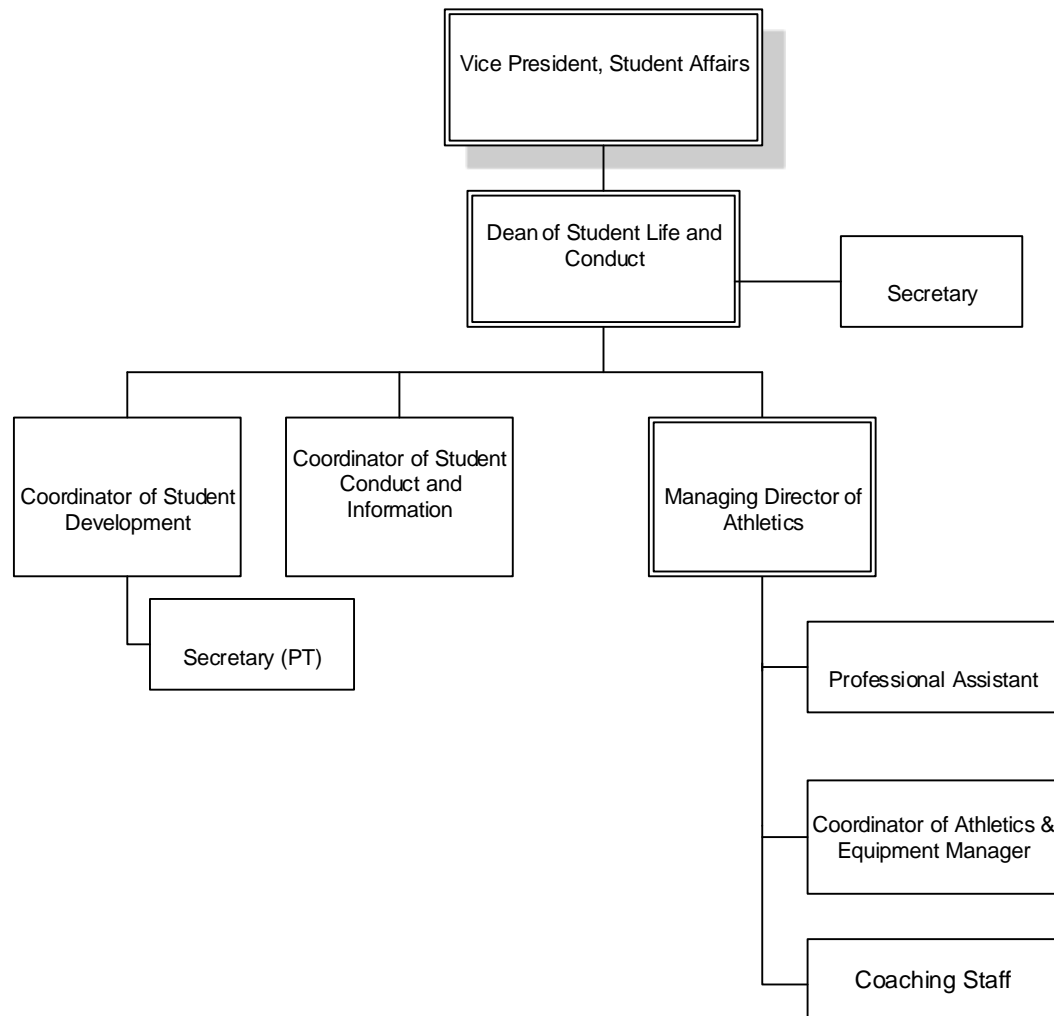 Vice President, Student Affairs
Dean of Student Life and
Conduct
Secretary
Coordinator of Student
Development
Coordinator of Student
Conduct and
Information
Managing Director of
Athletics
Secretary (PT)
Professional Assistant
Coordinator of Athletics &
Equipment Manager
Coaching Staff